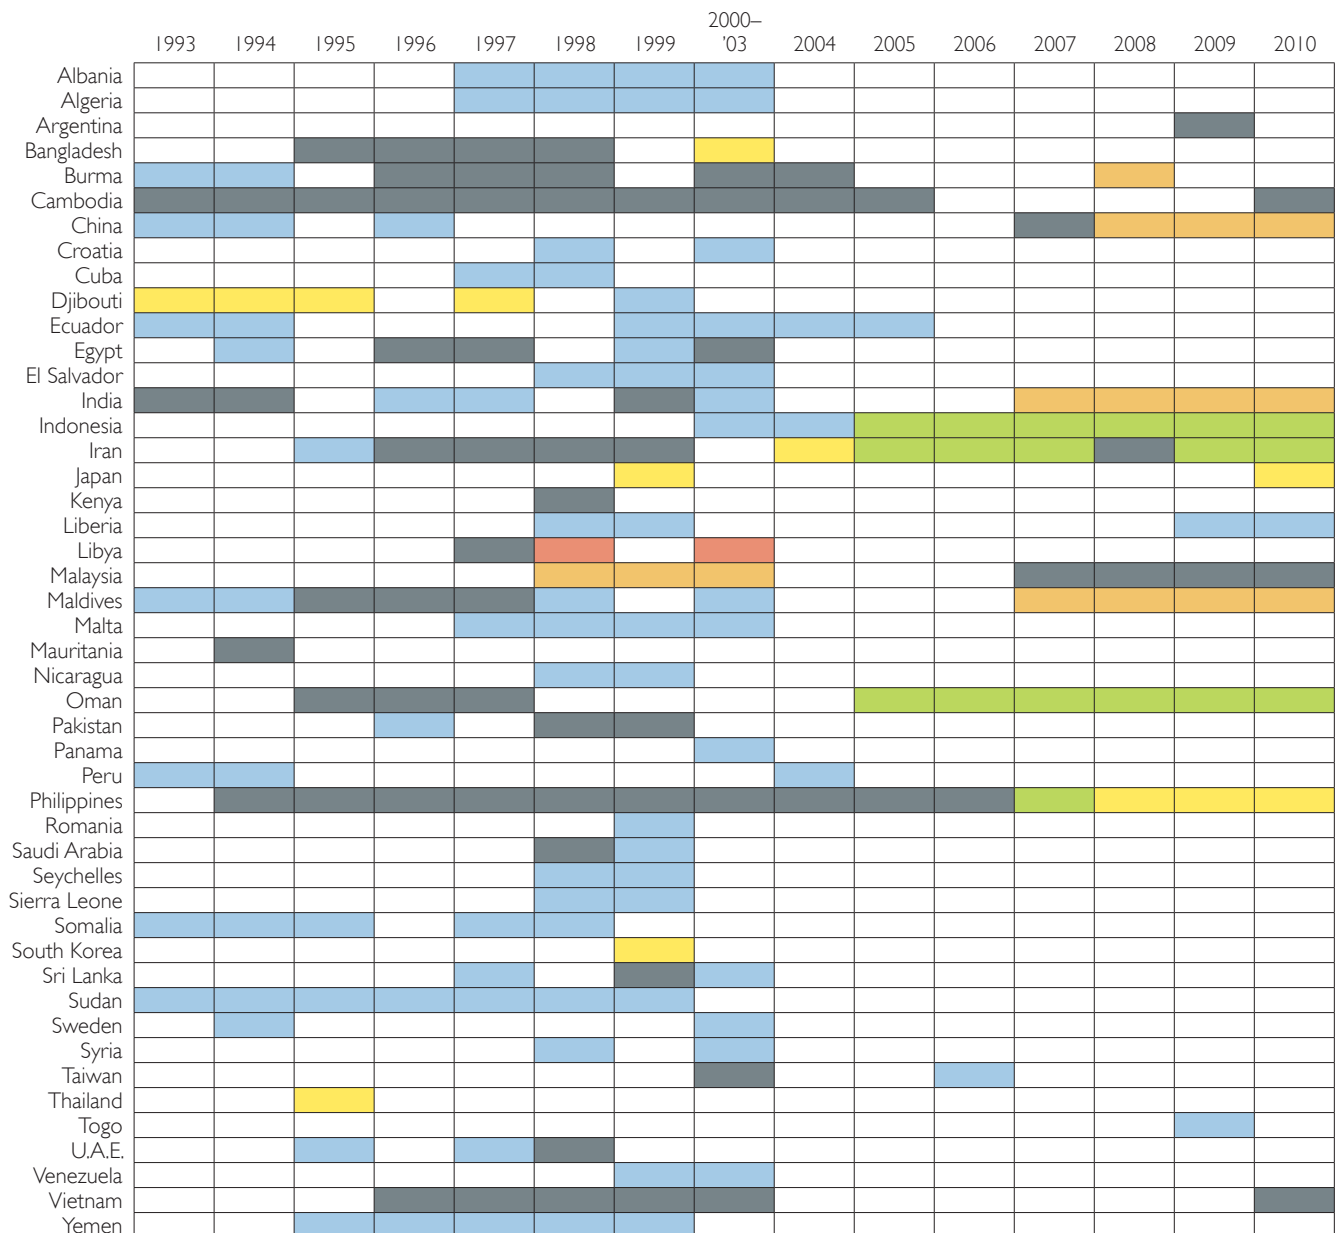 2000–
1993 1994 1995 1996 1997 1998 1999 '03 2004 2005 2006 2007 2008 2009 2010
Albania
Algeria
Argentina
Bangladesh
Burma
Cambodia
China
Croatia
Cuba
Djibouti
Ecuador
Egypt
El Salvador
India
Indonesia
Iran
Japan
Kenya
Liberia
Libya
Malaysia
Maldives
Malta
Mauritania
Nicaragua
Oman
Pakistan
Panama
Peru
Philippines
Romania
Saudi Arabia
Seychelles
Sierra Leone
Somalia
South Korea
Sri Lanka
Sudan
Sweden
Syria
Taiwan
Thailand
Togo
U.A.E.
Venezuela
Vietnam
Yemen